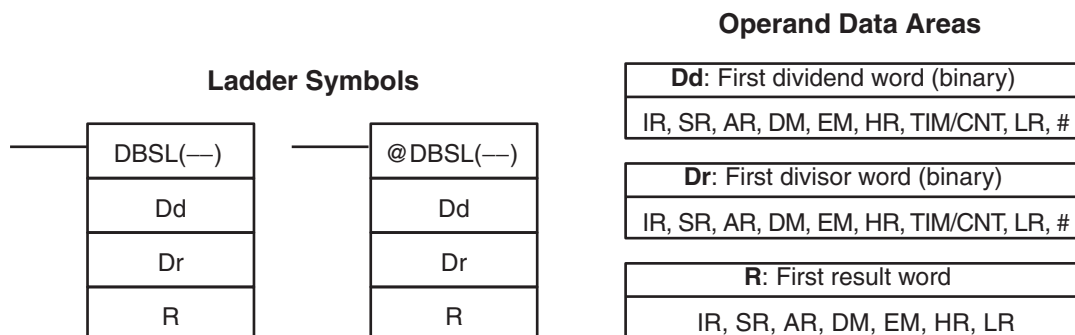 Ladder Symbols
DBSL(––)
Dd
Dr
R
@DBSL(––)
Dd
Dr
R
Operand Data Areas
Dd: First dividend word (binary)
IR, SR, AR, DM, EM, HR, TIM/CNT, LR, #
Dr: First divisor word (binary)
IR, SR, AR, DM, EM, HR, TIM/CNT, LR, #
R: First result word
IR, SR, AR, DM, EM, HR, LR